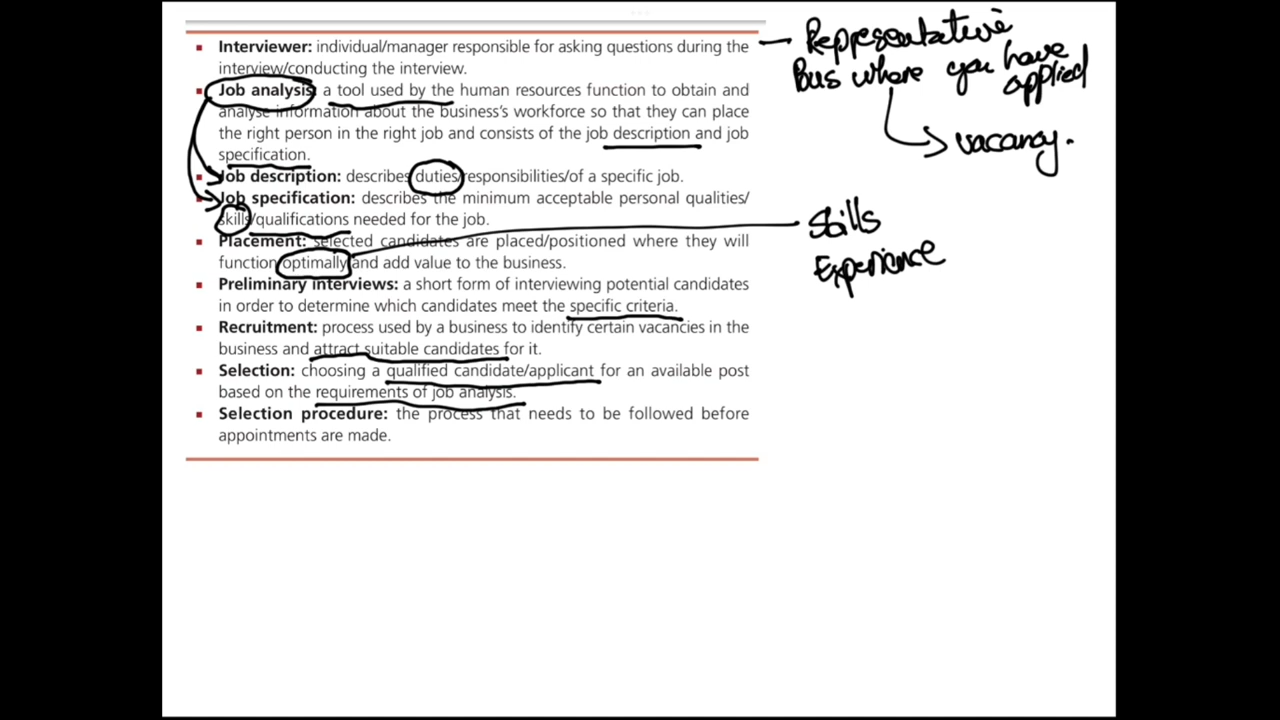 ▪ Interviewer: individual/manager responsible for asking questions during the
interview/conducting the interview.
▪ Job analysis: a tool used by the human resources function to obtain and
analyse information about the business's workforce so that they can place
the right person in the right job and consists of the job description and job
specification.
▪ Job description: describes duties/responsibilities/of a specific job.
▪ Job specification: describes the minimum acceptable personal qualities/
skills/qualifications needed for the job.
▪ Placement: selected candidates are placed/positioned where they will
function optimally and add value to the business.
▪ Preliminary interviews: a short form of interviewing potential candidates
in order to determine which candidates meet the specific criteria.
▪ Recruitment: process used by a business to identify certain vacancies in the
business and attract suitable candidates for it.
▪ Selection: choosing a qualified candidate/applicant for an available post
based on the requirements of job analysis.
▪ Selection procedure: the process that needs to be followed before
appointments are made.
Representative
Bus where you have
applied
vacancy.
Skills
Experience